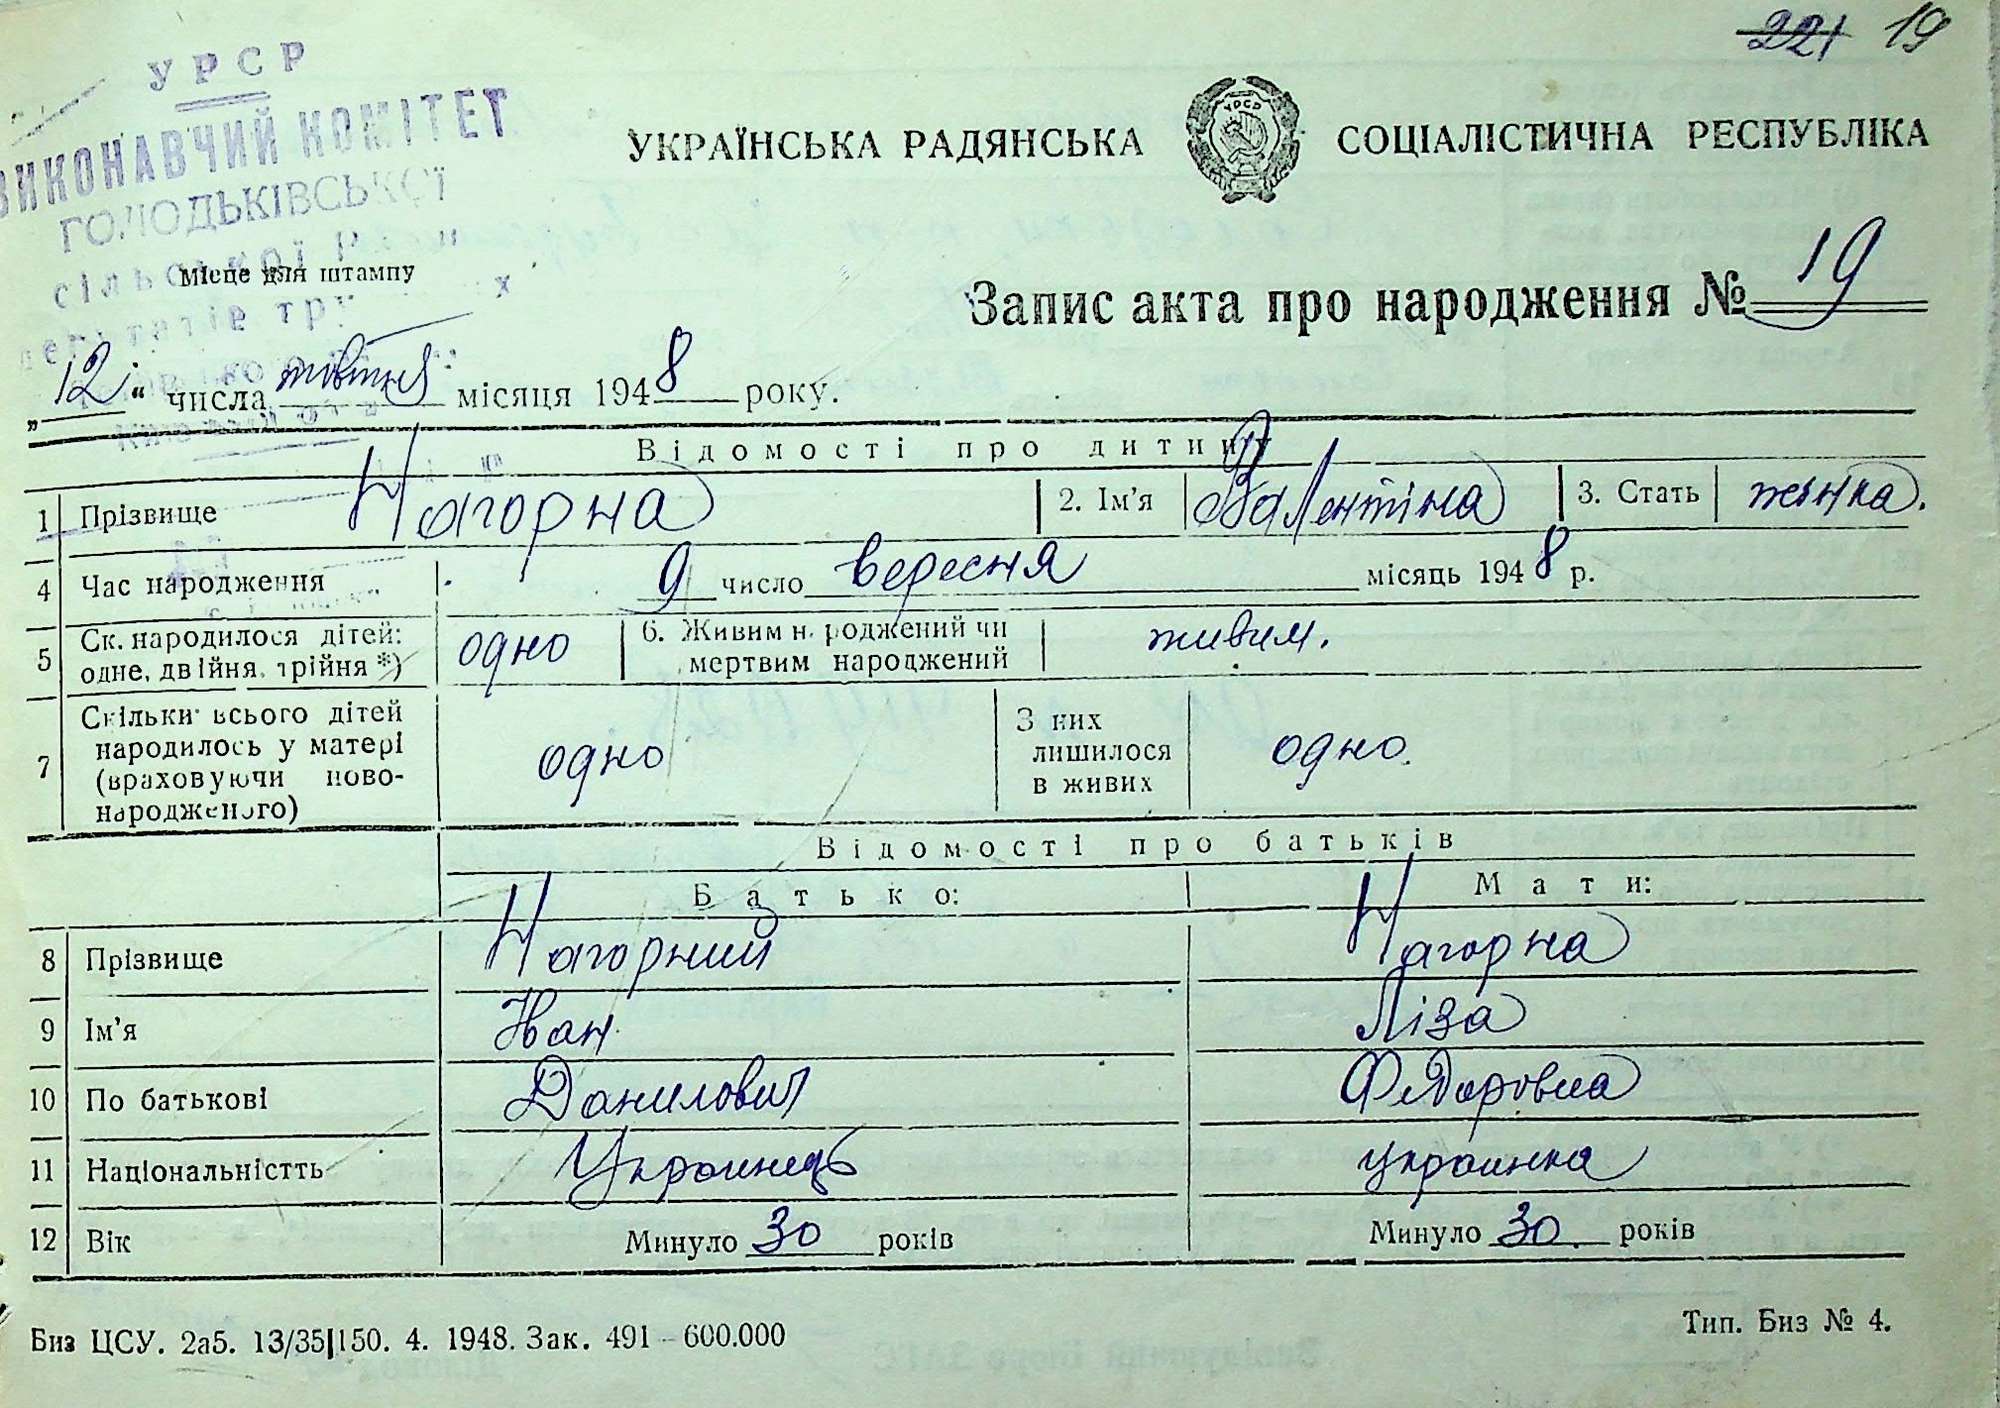 221 19
УРСР
ВИКОНАВЧИЙ КОМІТЕТ
ГОЛОДЬКІВСЬКОЇ
сільської
УРСР
УКРАЇНСЬКА РАДЯНСЬКА СОЦІАЛІСТИЧНА РЕСПУБЛІКА
Місце для штампу
Запис акта про народження № 19
„12“ числа жовтня місяця 1948 року.
Відомості про дитину
1 Прізвище Нагорна 2. Ім'я Валентіна 3. Стать жінка.
4 Час народження 9 число вересня місяць 1948 р.
5 Ск. народилося дітей: одне, двійня, трійня *) одно 6. Живим народжений чи мертвим народжений живим.
7 Скільки всього дітей народилось у матері (враховуючи ново-народженого) одно З них лишилося в живих одно.
Відомості про батьків
Батько: Мати:
8 Прізвище Нагорний Нагорна
9 Ім'я Иван Ліза
10 По батькові Данилович Федоровна
11 Національністть Украинець украинка
12 Вік Минуло 30 років Минуло 30 років
Биз ЦСУ. 2а5. 13/35|150. 4. 1948. Зак. 491—600.000 Тип. Биз № 4.